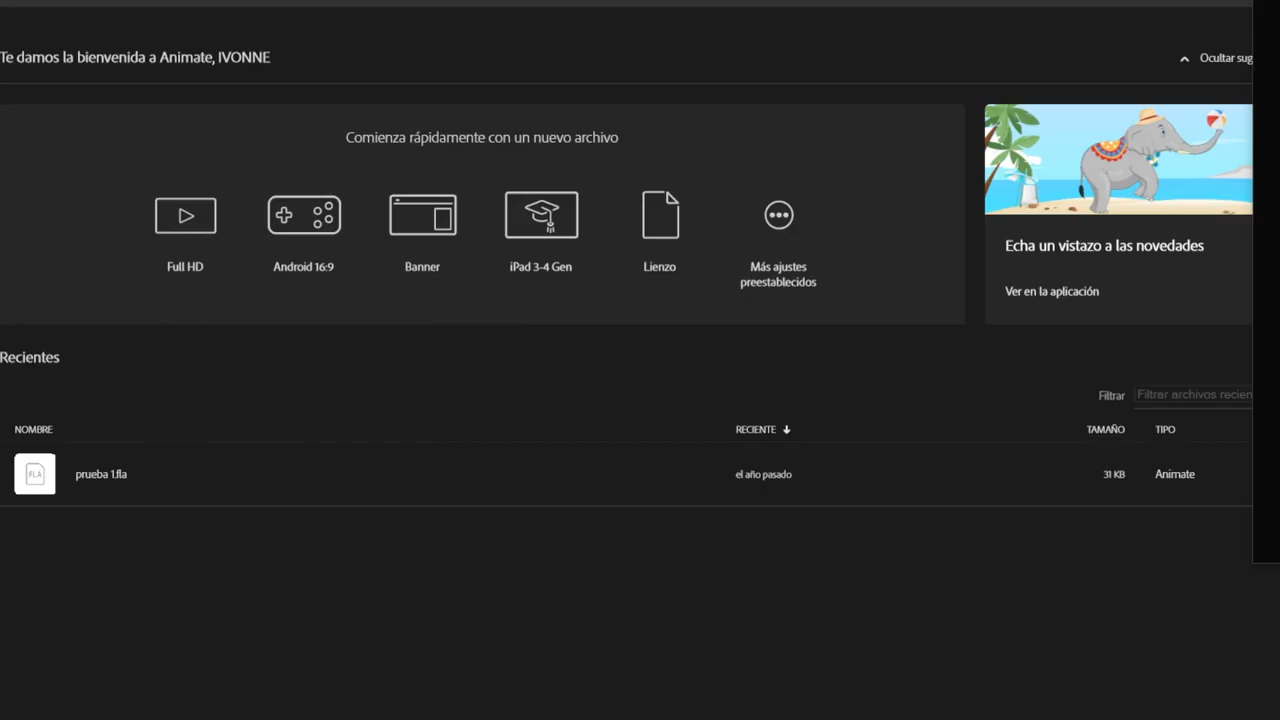 Te damos la bienvenida a Animate, IVONNE
Ocultar sug
Comienza rápidamente con un nuevo archivo
Full HD
Android 16:9
Banner
iPad 3-4 Gen
Lienzo
Más ajustes
preestablecidos
Echa un vistazo a las novedades
Ver en la aplicación
Recientes
Filtrar Filtrar archivos recien
NOMBRE RECIENTE TAMAÑO TIPO
FLA prueba 1.fla el año pasado 31 KB Animate